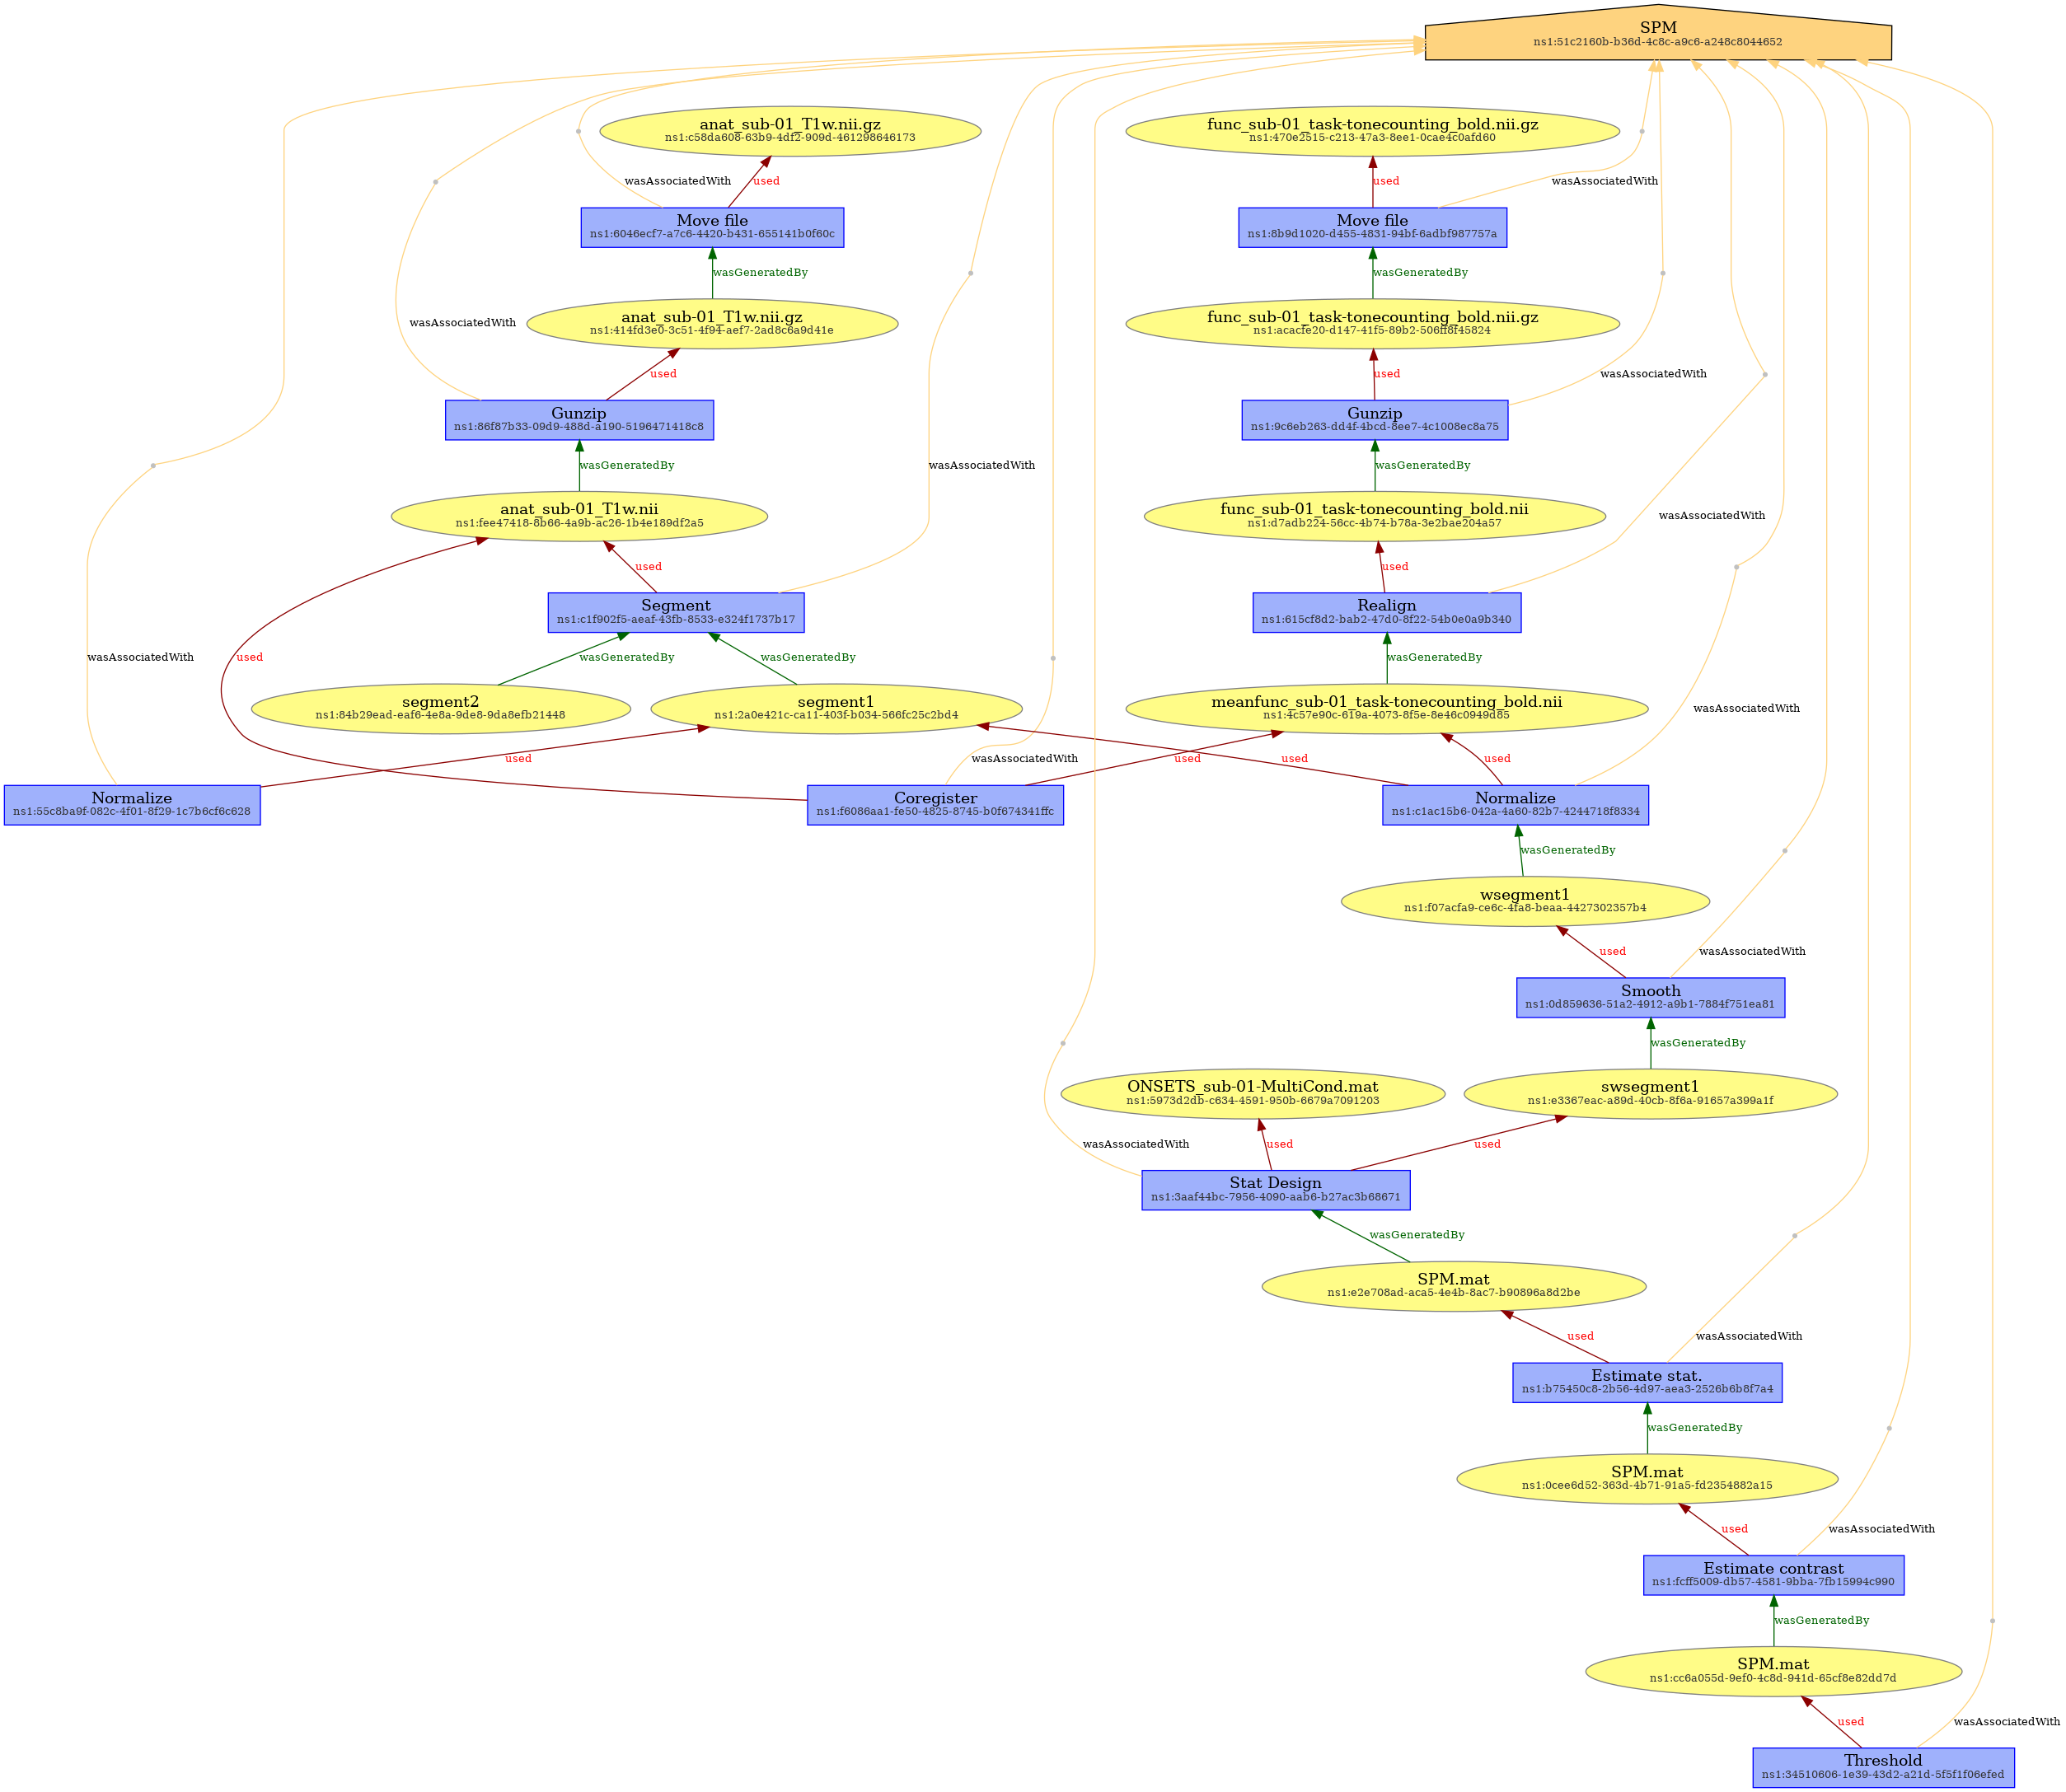 SPM
ns1:51c2160b-b36d-4c8c-a9c6-a248c8044652
anat_sub-01_T1w.nii.gz
ns1:c58da608-63b9-4df2-909d-461298646173
func_sub-01_task-tonecounting_bold.nii.gz
ns1:470e2515-c213-47a3-8ee1-0cae4c0afd60
wasAssociatedWith
used
used
wasAssociatedWith
Move file
ns1:6046ecf7-a7c6-4420-b431-655141b0f60c
Move file
ns1:8b9d1020-d455-4831-94bf-6adbf987757a
wasGeneratedBy
wasGeneratedBy
wasAssociatedWith
anat_sub-01_T1w.nii.gz
ns1:414fd3e0-3c51-4f94-aef7-2ad8c6a9d41e
func_sub-01_task-tonecounting_bold.nii.gz
ns1:acacfe20-d147-41f5-89b2-506ff8f45824
used
used
wasAssociatedWith
Gunzip
ns1:86f87b33-09d9-488d-a190-5196471418c8
Gunzip
ns1:9c6eb263-dd4f-4bcd-8ee7-4c1008ec8a75
wasGeneratedBy
wasAssociatedWith
wasGeneratedBy
anat_sub-01_T1w.nii
ns1:fee47418-8b66-4a9b-ac26-1b4e189df2a5
func_sub-01_task-tonecounting_bold.nii
ns1:d7adb224-56cc-4b74-b78a-3e2bae204a57
wasAssociatedWith
used
used
Segment
ns1:c1f902f5-aeaf-43fb-8533-e324f1737b17
Realign
ns1:615cf8d2-bab2-47d0-8f22-54b0e0a9b340
wasAssociatedWith
used
wasGeneratedBy
wasGeneratedBy
wasGeneratedBy
segment2
ns1:84b29ead-eaf6-4e8a-9de8-9da8efb21448
segment1
ns1:2a0e421c-ca11-403f-b034-566fc25c2bd4
meanfunc_sub-01_task-tonecounting_bold.nii
ns1:4c57e90c-619a-4073-8f5e-8e46c0949d85
wasAssociatedWith
used
wasAssociatedWith
used
used
used
Normalize
ns1:55c8ba9f-082c-4f01-8f29-1c7b6cf6c628
Coregister
ns1:f6086aa1-fe50-4825-8745-b0f674341ffc
Normalize
ns1:c1ac15b6-042a-4a60-82b7-4244718f8334
wasGeneratedBy
wsegment1
ns1:f07acfa9-ce6c-4fa8-beaa-4427302357b4
used
wasAssociatedWith
Smooth
ns1:0d859636-51a2-4912-a9b1-7884f751ea81
wasGeneratedBy
ONSETS_sub-01-MultiCond.mat
ns1:5973d2db-c634-4591-950b-6679a7091203
swsegment1
ns1:e3367eac-a89d-40cb-8f6a-91657a399a1f
wasAssociatedWith
used
used
Stat Design
ns1:3aaf44bc-7956-4090-aab6-b27ac3b68671
wasGeneratedBy
SPM.mat
ns1:e2e708ad-aca5-4e4b-8ac7-b90896a8d2be
used
wasAssociatedWith
Estimate stat.
ns1:b75450c8-2b56-4d97-aea3-2526b6b8f7a4
wasGeneratedBy
SPM.mat
ns1:0cee6d52-363d-4b71-91a5-fd2354882a15
used
wasAssociatedWith
Estimate contrast
ns1:fcff5009-db57-4581-9bba-7fb15994c990
wasGeneratedBy
SPM.mat
ns1:cc6a055d-9ef0-4c8d-941d-65cf8e82dd7d
used
wasAssociatedWith
Threshold
ns1:34510606-1e39-43d2-a21d-5f5f1f06efed